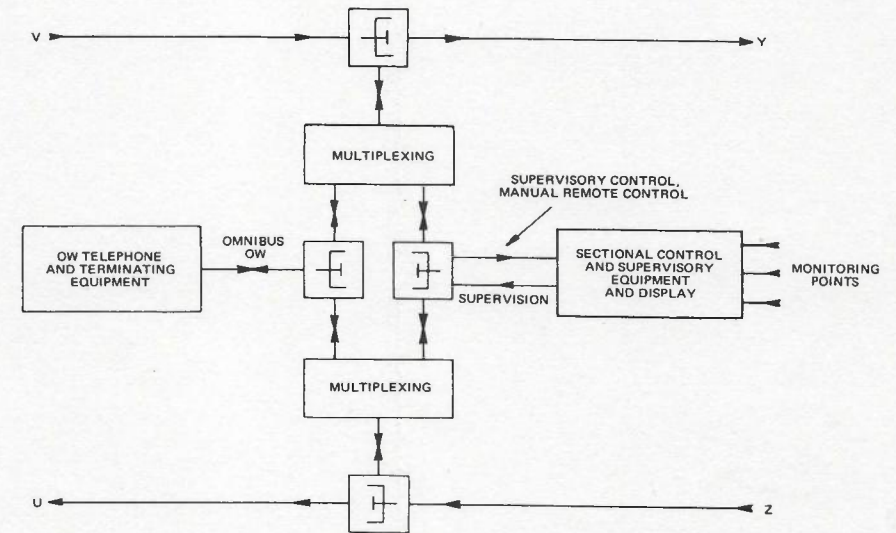 V
Y
MULTIPLEXING
SUPERVISORY CONTROL,
MANUAL REMOTE CONTROL
OW TELEPHONE
AND TERMINATING
EQUIPMENT
OMNIBUS
OW
SECTIONAL CONTROL
AND SUPERVISORY
EQUIPMENT
AND DISPLAY
MONITORING
POINTS
SUPERVISION
MULTIPLEXING
U
Z